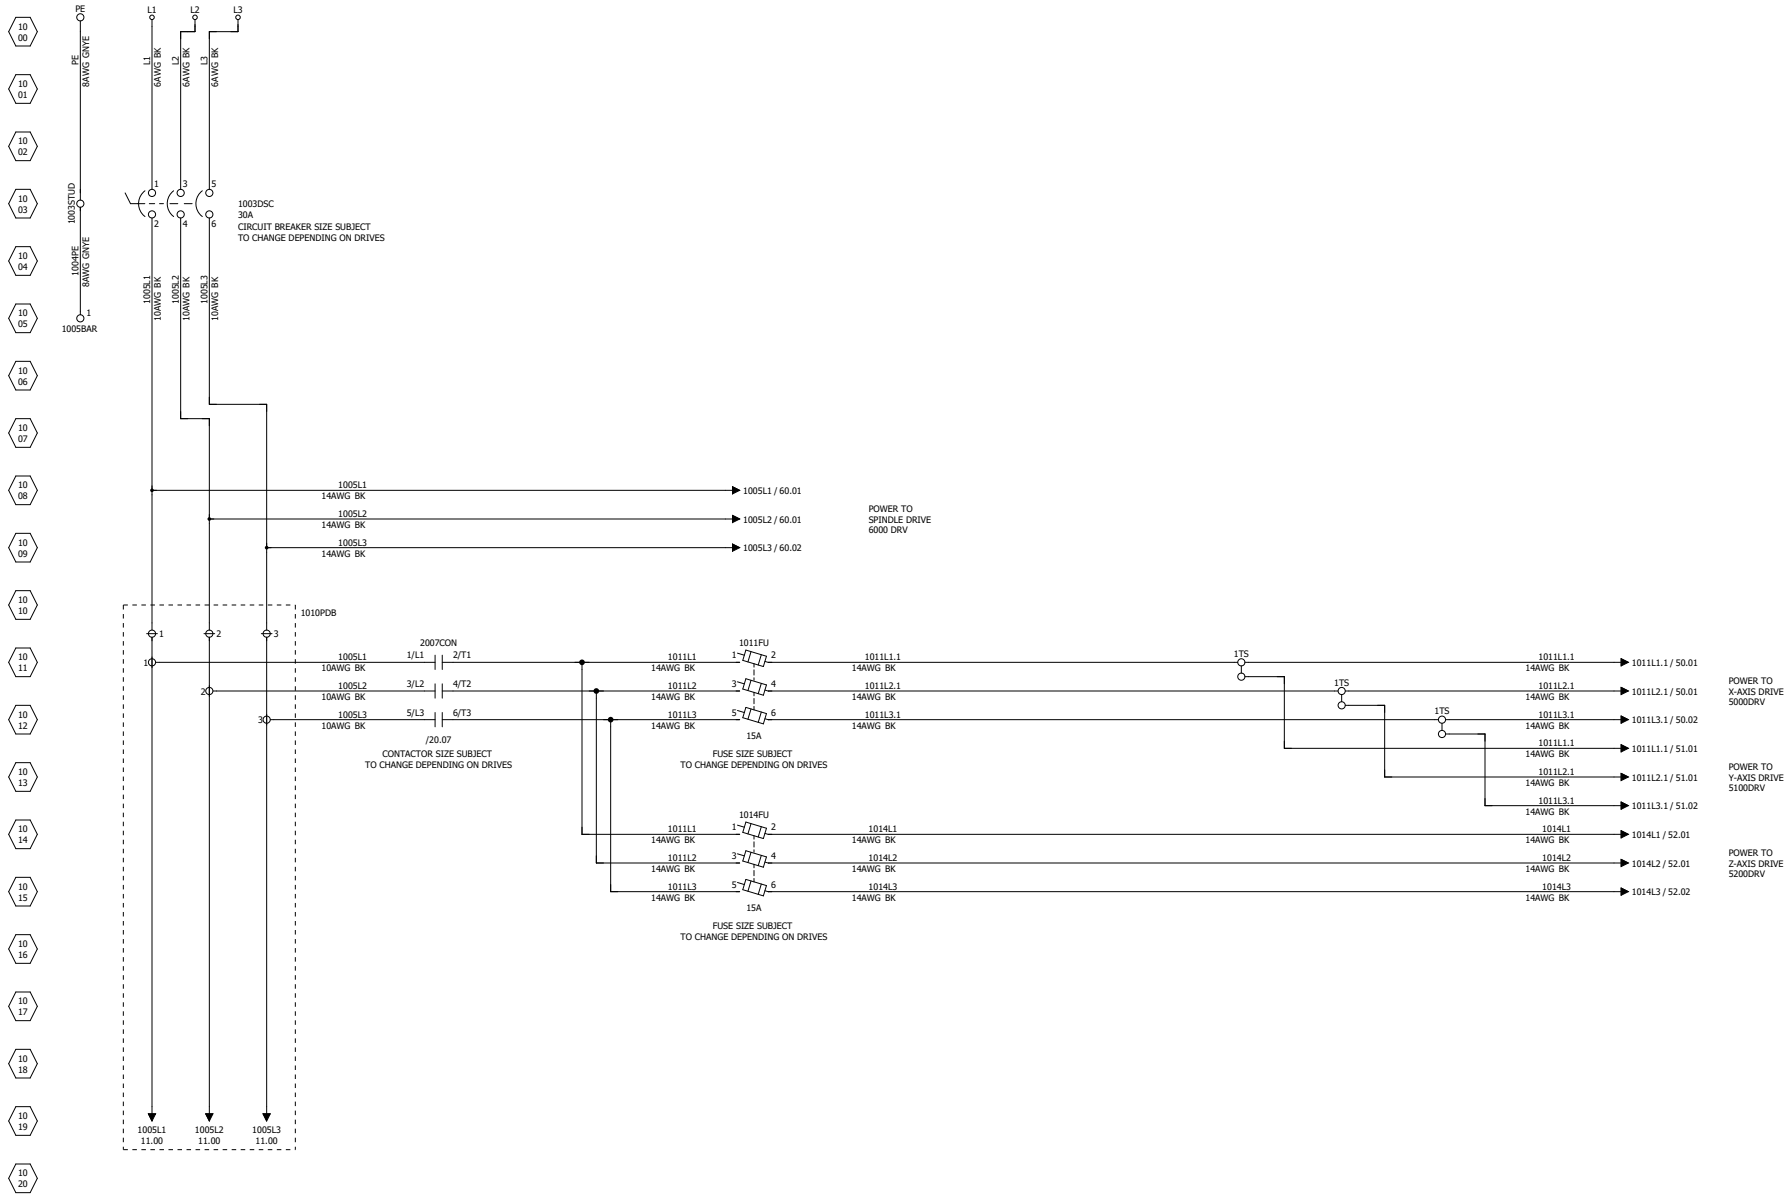 10
00
10
01
10
02
10
03
10
04
10
05
10
06
10
07
10
08
10
09
10
10
10
11
10
12
10
13
10
14
10
15
10
16
10
17
10
18
10
19
10
20
PE
L1
L2
L3
PE
8AWG GNYE
L1
6AWG BK
L2
6AWG BK
L3
6AWG BK
1003STUD
1
3
5
2
4
6
1003DSC
30A
CIRCUIT BREAKER SIZE SUBJECT
TO CHANGE DEPENDING ON DRIVES
1004PE
8AWG GNYE
1005L1
10AWG BK
1005L2
10AWG BK
1005L3
10AWG BK
1
1005BAR
1005L1
14AWG BK
1005L1 / 60.01
1005L2
14AWG BK
1005L2 / 60.01
1005L3
14AWG BK
1005L3 / 60.02
POWER TO
SPINDLE DRIVE
6000 DRV
1010PDB
1
2
3
1
2
3
2007CON
1005L1
10AWG BK
1/L1
2/T1
1005L2
10AWG BK
3/L2
4/T2
1005L3
10AWG BK
5/L3
6/T3
/20.07
CONTACTOR SIZE SUBJECT
TO CHANGE DEPENDING ON DRIVES
1011FU
1011L1
14AWG BK
1
2
1011L1.1
14AWG BK
1011L2
14AWG BK
3
4
1011L2.1
14AWG BK
1011L3
14AWG BK
5
6
1011L3.1
14AWG BK
15A
FUSE SIZE SUBJECT
TO CHANGE DEPENDING ON DRIVES
1TS
1TS
1TS
1011L1.1
14AWG BK
1011L1.1 / 50.01
1011L2.1
14AWG BK
1011L2.1 / 50.01
1011L3.1
14AWG BK
1011L3.1 / 50.02
POWER TO
X-AXIS DRIVE
5000DRV
1011L1.1
14AWG BK
1011L1.1 / 51.01
1011L2.1
14AWG BK
1011L2.1 / 51.01
1011L3.1
14AWG BK
1011L3.1 / 51.02
POWER TO
Y-AXIS DRIVE
5100DRV
1014FU
1011L1
14AWG BK
1
2
1014L1
14AWG BK
1014L1
14AWG BK
1014L1 / 52.01
1011L2
14AWG BK
3
4
1014L2
14AWG BK
1014L2
14AWG BK
1014L2 / 52.01
1011L3
14AWG BK
5
6
1014L3
14AWG BK
1014L3
14AWG BK
1014L3 / 52.02
POWER TO
Z-AXIS DRIVE
5200DRV
15A
FUSE SIZE SUBJECT
TO CHANGE DEPENDING ON DRIVES
1005L1
11.00
1005L2
11.00
1005L3
11.00